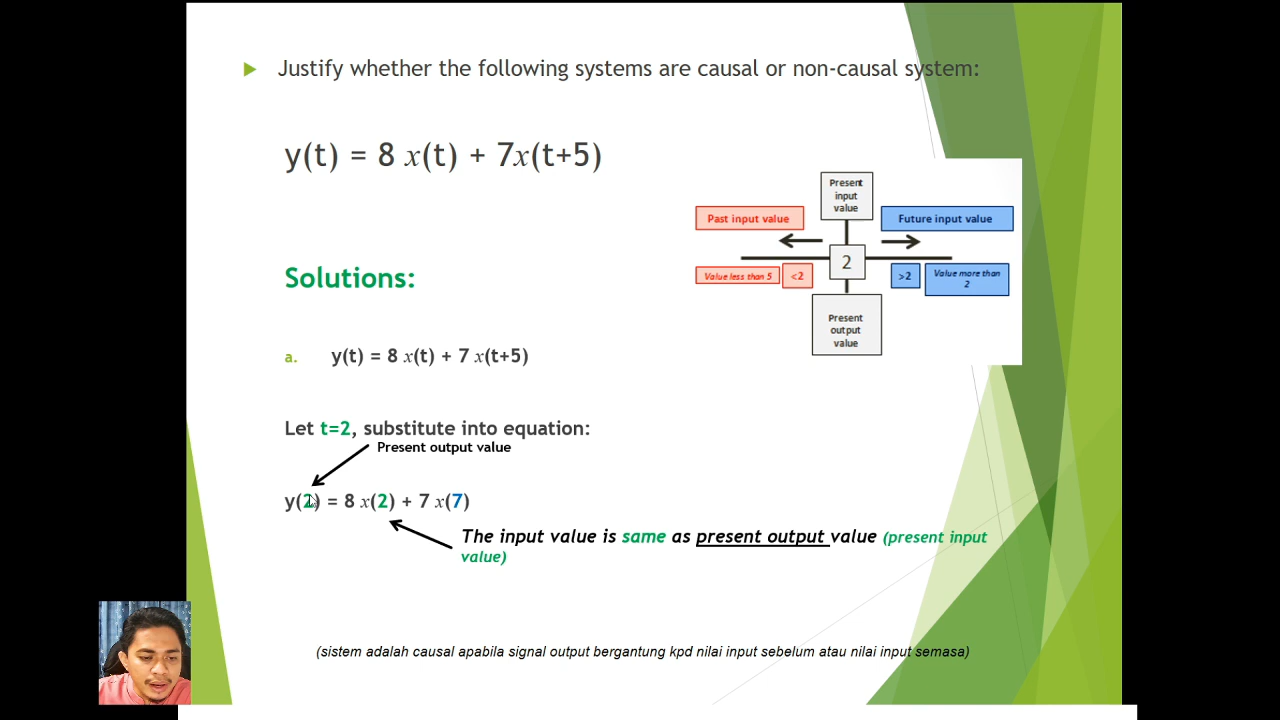 Justify whether the following systems are causal or non-causal system:
y(t) = 8 x(t) + 7x(t+5)
Present
input
value
Past input value
Future input value
2
Value less than 5
<2
>2
Value more than
2
Present
output
value
Solutions:
a. y(t) = 8 x(t) + 7 x(t+5)
Let t=2, substitute into equation:
Present output value
y(2) = 8 x(2) + 7 x(7)
The input value is same as present output value (present input
value)
(sistem adalah causal apabila signal output bergantung kpd nilai input sebelum atau nilai input semasa)